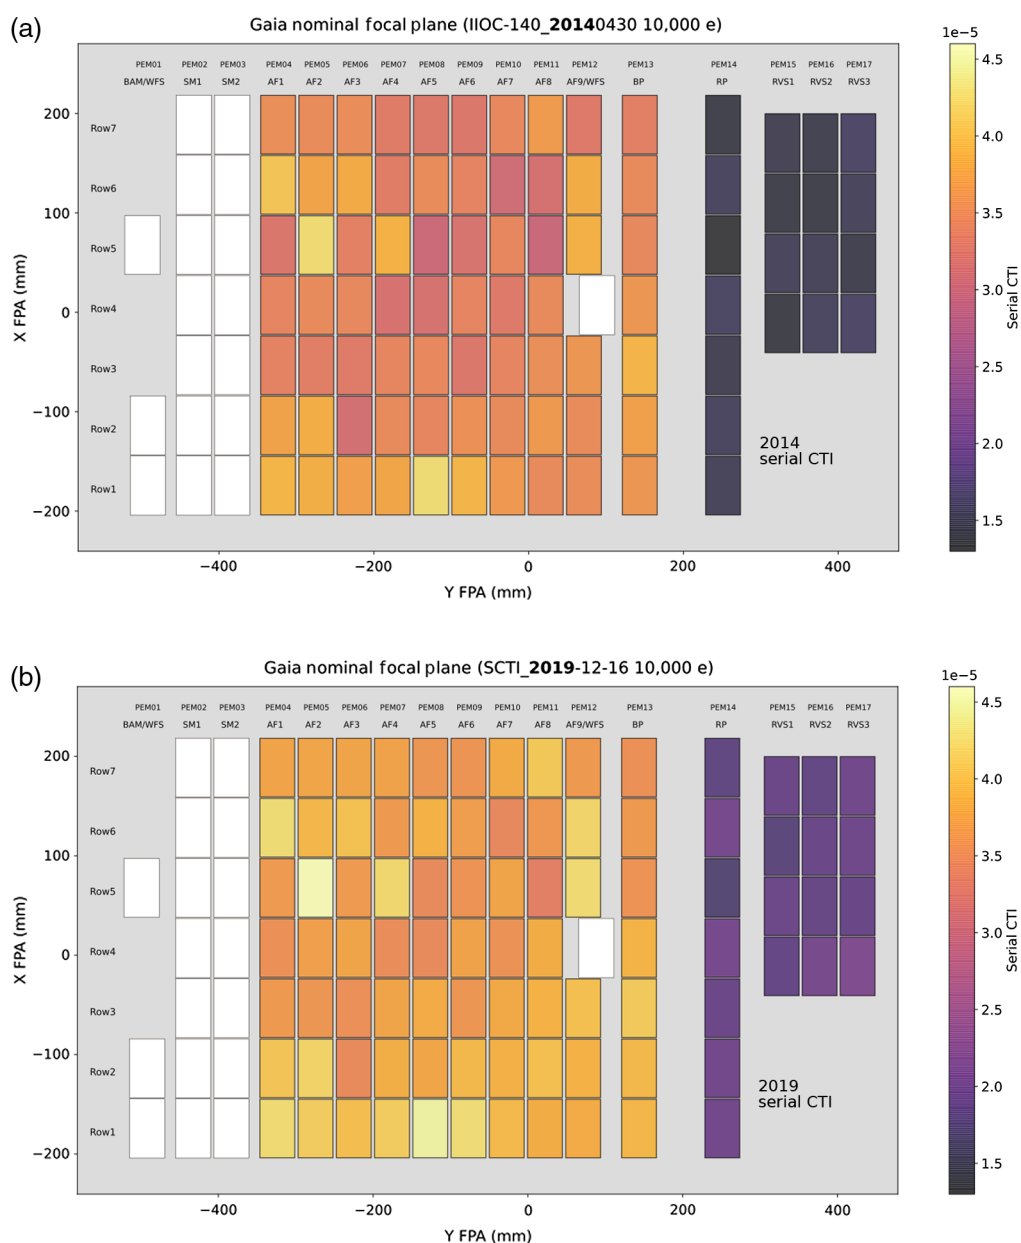 (a)
Gaia nominal focal plane (IIOC-140_20140430 10,000 e)
1e−5
PEM01 PEM02 PEM03 PEM04 PEM05 PEM06 PEM07 PEM08 PEM09 PEM10 PEM11 PEM12 PEM13 PEM14 PEM15 PEM16 PEM17
BAM/WFS SM1 SM2 AF1 AF2 AF3 AF4 AF5 AF6 AF7 AF8 AF9/WFS BP RP RVS1 RVS2 RVS3
Row7
Row6
Row5
Row4
Row3
Row2
Row1
200
100
0
−100
−200
X FPA (mm)
2014
serial CTI
−400 −200 0 200 400
Y FPA (mm)
4.5
4.0
3.5
3.0
2.5
2.0
1.5
Serial CTI
(b)
Gaia nominal focal plane (SCTI_2019-12-16 10,000 e)
1e−5
PEM01 PEM02 PEM03 PEM04 PEM05 PEM06 PEM07 PEM08 PEM09 PEM10 PEM11 PEM12 PEM13 PEM14 PEM15 PEM16 PEM17
BAM/WFS SM1 SM2 AF1 AF2 AF3 AF4 AF5 AF6 AF7 AF8 AF9/WFS BP RP RVS1 RVS2 RVS3
Row7
Row6
Row5
Row4
Row3
Row2
Row1
200
100
0
−100
−200
X FPA (mm)
2019
serial CTI
−400 −200 0 200 400
Y FPA (mm)
4.5
4.0
3.5
3.0
2.5
2.0
1.5
Serial CTI